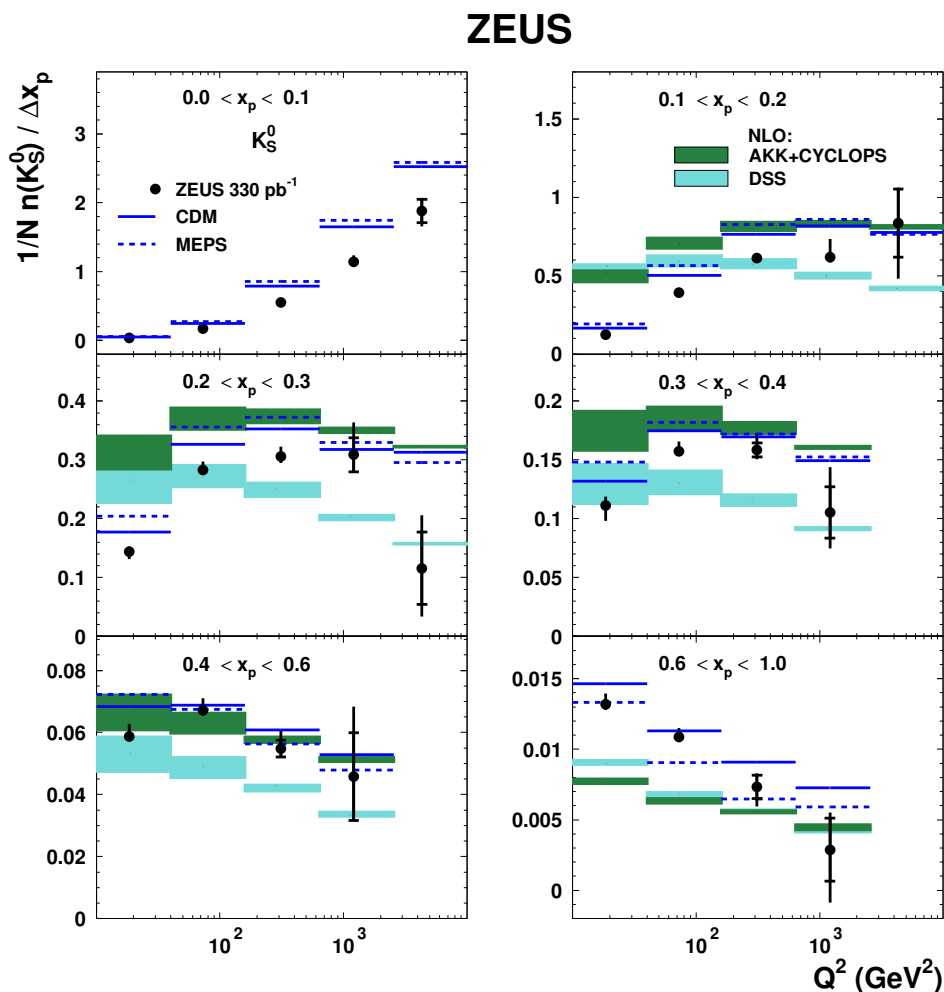 ZEUS
1/N n(K⁰_S) / Δx_p
0.0 < x_p < 0.1
K⁰_S
ZEUS 330 pb⁻¹
CDM
MEPS
3
2
1
0
0.1 < x_p < 0.2
NLO:
AKK+CYCLOPS
DSS
1.5
1
0.5
0
0.2 < x_p < 0.3
0.4
0.3
0.2
0.1
0
0.3 < x_p < 0.4
0.2
0.15
0.1
0.05
0
0.4 < x_p < 0.6
0.08
0.06
0.04
0.02
0
10²
10³
0.6 < x_p < 1.0
0.015
0.01
0.005
0
10²
10³
Q² (GeV²)